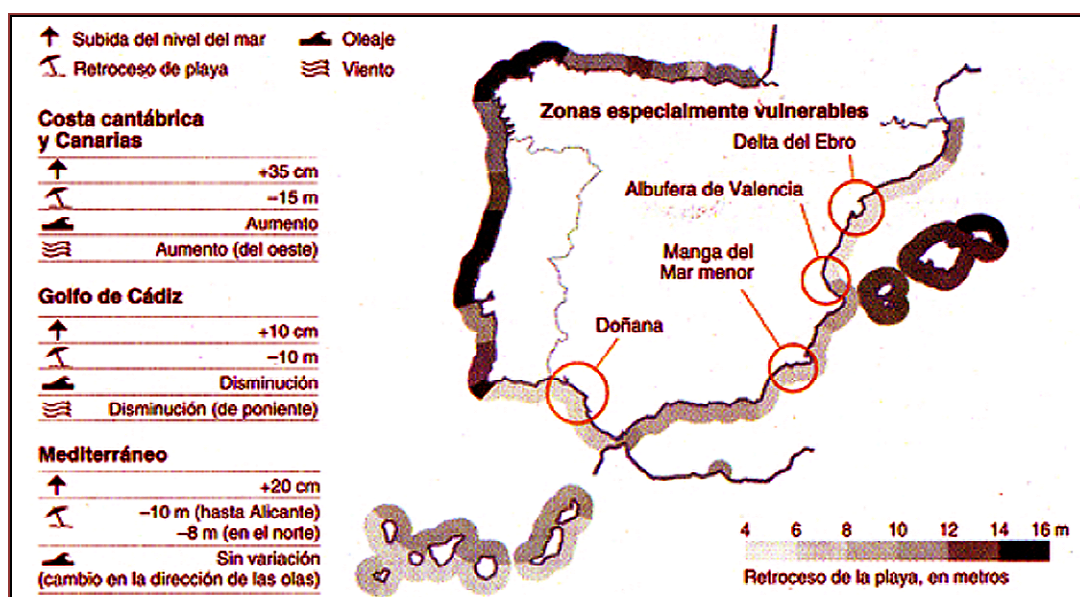 Subida del nivel del mar
Oleaje
Retroceso de playa
Viento
Costa cantábrica
y Canarias
+35 cm
–15 m
Aumento
Aumento (del oeste)
Golfo de Cádiz
+10 cm
–10 m
Disminución
Disminución (de poniente)
Mediterráneo
+20 cm
–10 m (hasta Alicante)
–8 m (en el norte)
Sin variación
(cambio en la dirección de las olas)
Zonas especialmente vulnerables
Delta del Ebro
Albufera de Valencia
Manga del
Mar menor
Doñana
4 6 8 10 12 14 16 m
Retroceso de la playa, en metros